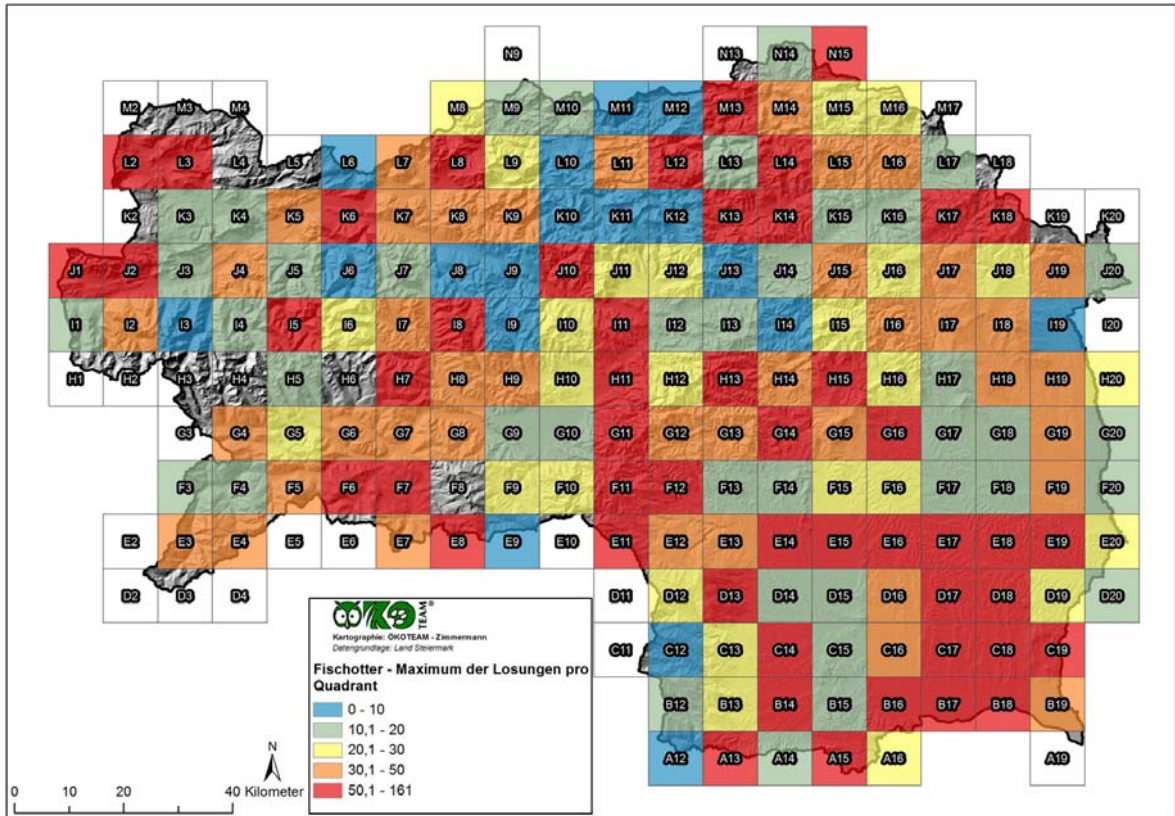 N9 N13 N14 N15
M2 M3 M4 M8 M9 M10 M11 M12 M13 M14 M15 M16 M17
L2 L3 L4 L5 L6 L7 L8 L9 L10 L11 L12 L13 L14 L15 L16 L17 L18
K2 K3 K4 K5 K6 K7 K8 K9 K10 K11 K12 K13 K14 K15 K16 K17 K18 K19 K20
J1 J2 J3 J4 J5 J6 J7 J8 J9 J10 J11 J12 J13 J14 J15 J16 J17 J18 J19 J20
I1 I2 I3 I4 I5 I6 I7 I8 I9 I10 I11 I12 I13 I14 I15 I16 I17 I18 I19 I20
H1 H2 H3 H4 H5 H6 H7 H8 H9 H10 H11 H12 H13 H14 H15 H16 H17 H18 H19 H20
G3 G4 G5 G6 G7 G8 G9 G10 G11 G12 G13 G14 G15 G16 G17 G18 G19 G20
F3 F4 F5 F6 F7 F8 F9 F10 F11 F12 F13 F14 F15 F16 F17 F18 F19 F20
E2 E3 E4 E5 E6 E7 E8 E9 E10 E11 E12 E13 E14 E15 E16 E17 E18 E19 E20
D2 D3 D4 D11 D12 D13 D14 D15 D16 D17 D18 D19 D20
C11 C12 C13 C14 C15 C16 C17 C18 C19
B12 B13 B14 B15 B16 B17 B18 B19
A12 A13 A14 A15 A16 A19
ÖKO TEAM ®
Kartographie: ÖKOTEAM - Zimmermann
Datengrundlage: Land Steiermark
Fischotter - Maximum der Losungen pro
Quadrant
0 - 10
10,1 - 20
20,1 - 30
30,1 - 50
50,1 - 161
N
0 10 20 40 Kilometer